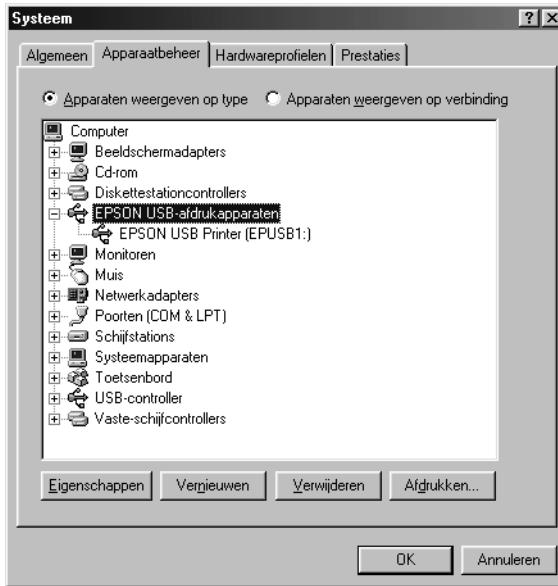 Systeem
Algemeen Apparaatbeheer Hardwareprofielen Prestaties
Apparaten weergeven op type Apparaten weergeven op verbinding
Computer
Beeldschermadapters
Cd-rom
Diskettestationcontrollers
EPSON USB-afdrukapparaten
EPSON USB Printer (EPUSB1:)
Monitoren
Muis
Netwerkadapters
Poorten (COM & LPT)
Schijfstations
Systeemapparaten
Toetsenbord
USB-controller
Vaste-schijfcontrollers
Eigenschappen Vernieuwen Verwijderen Afdrukken...
OK Annuleren